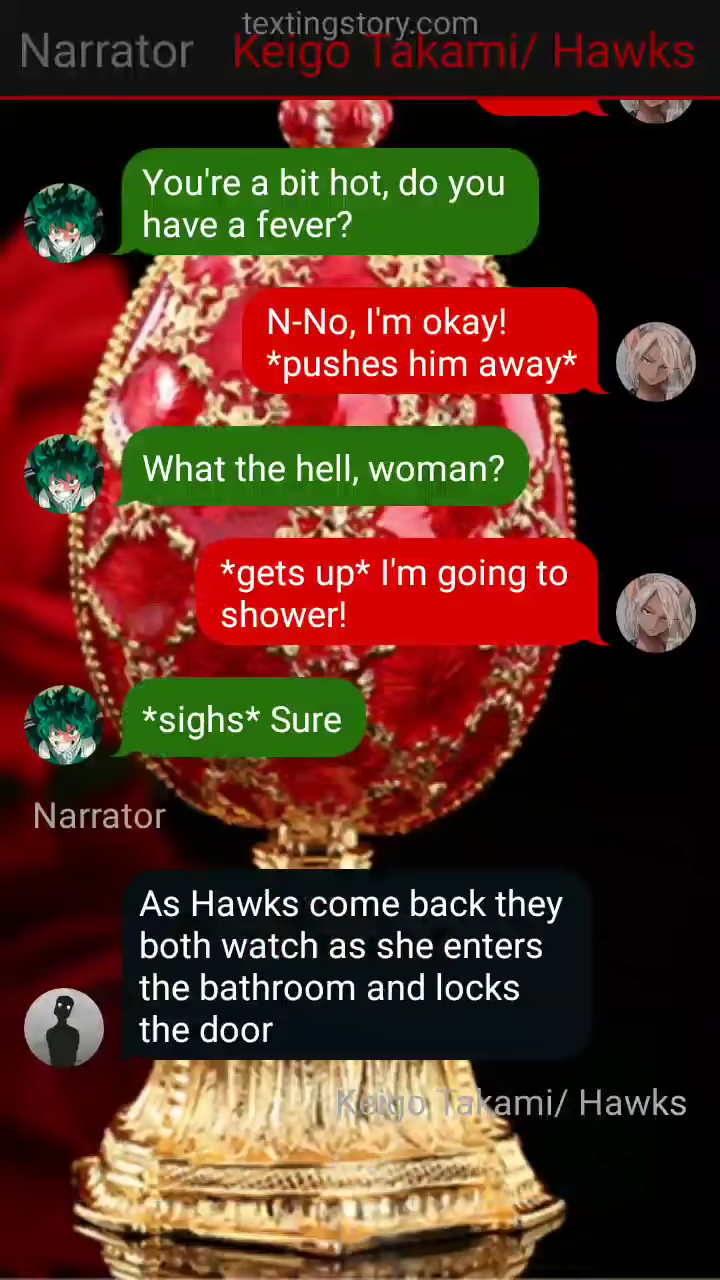 textingstory.com
Narrator
Keigo Takami/ Hawks
You're a bit hot, do you
have a fever?
N-No, I'm okay!
*pushes him away*
What the hell, woman?
*gets up* I'm going to
shower!
*sighs* Sure
Narrator
As Hawks come back they
both watch as she enters
the bathroom and locks
the door
Keigo Takami/ Hawks